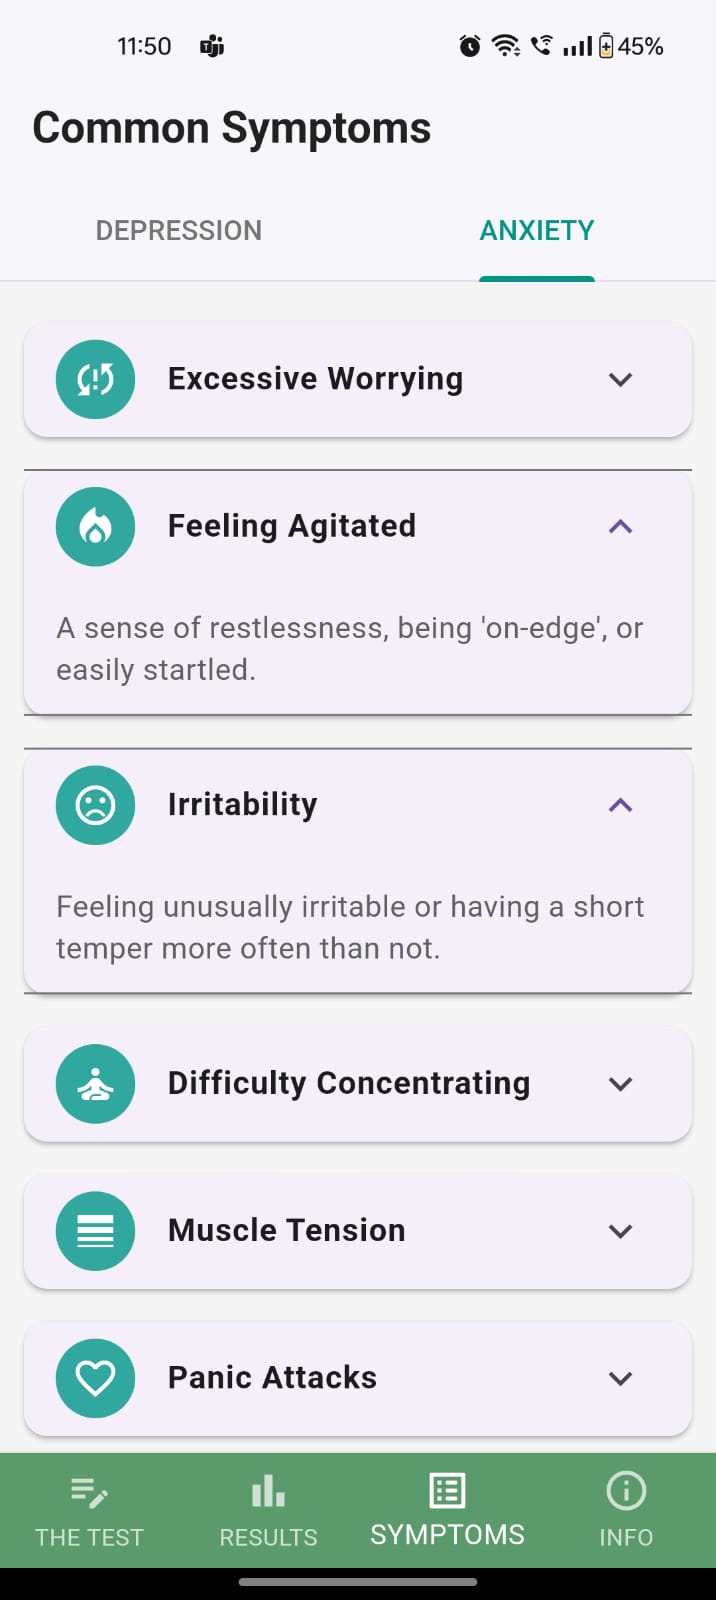 11:50
45%
Common Symptoms
DEPRESSION
ANXIETY
Excessive Worrying
Feeling Agitated
A sense of restlessness, being 'on-edge', or
easily startled.
Irritability
Feeling unusually irritable or having a short
temper more often than not.
Difficulty Concentrating
Muscle Tension
Panic Attacks
THE TEST
RESULTS
SYMPTOMS
INFO